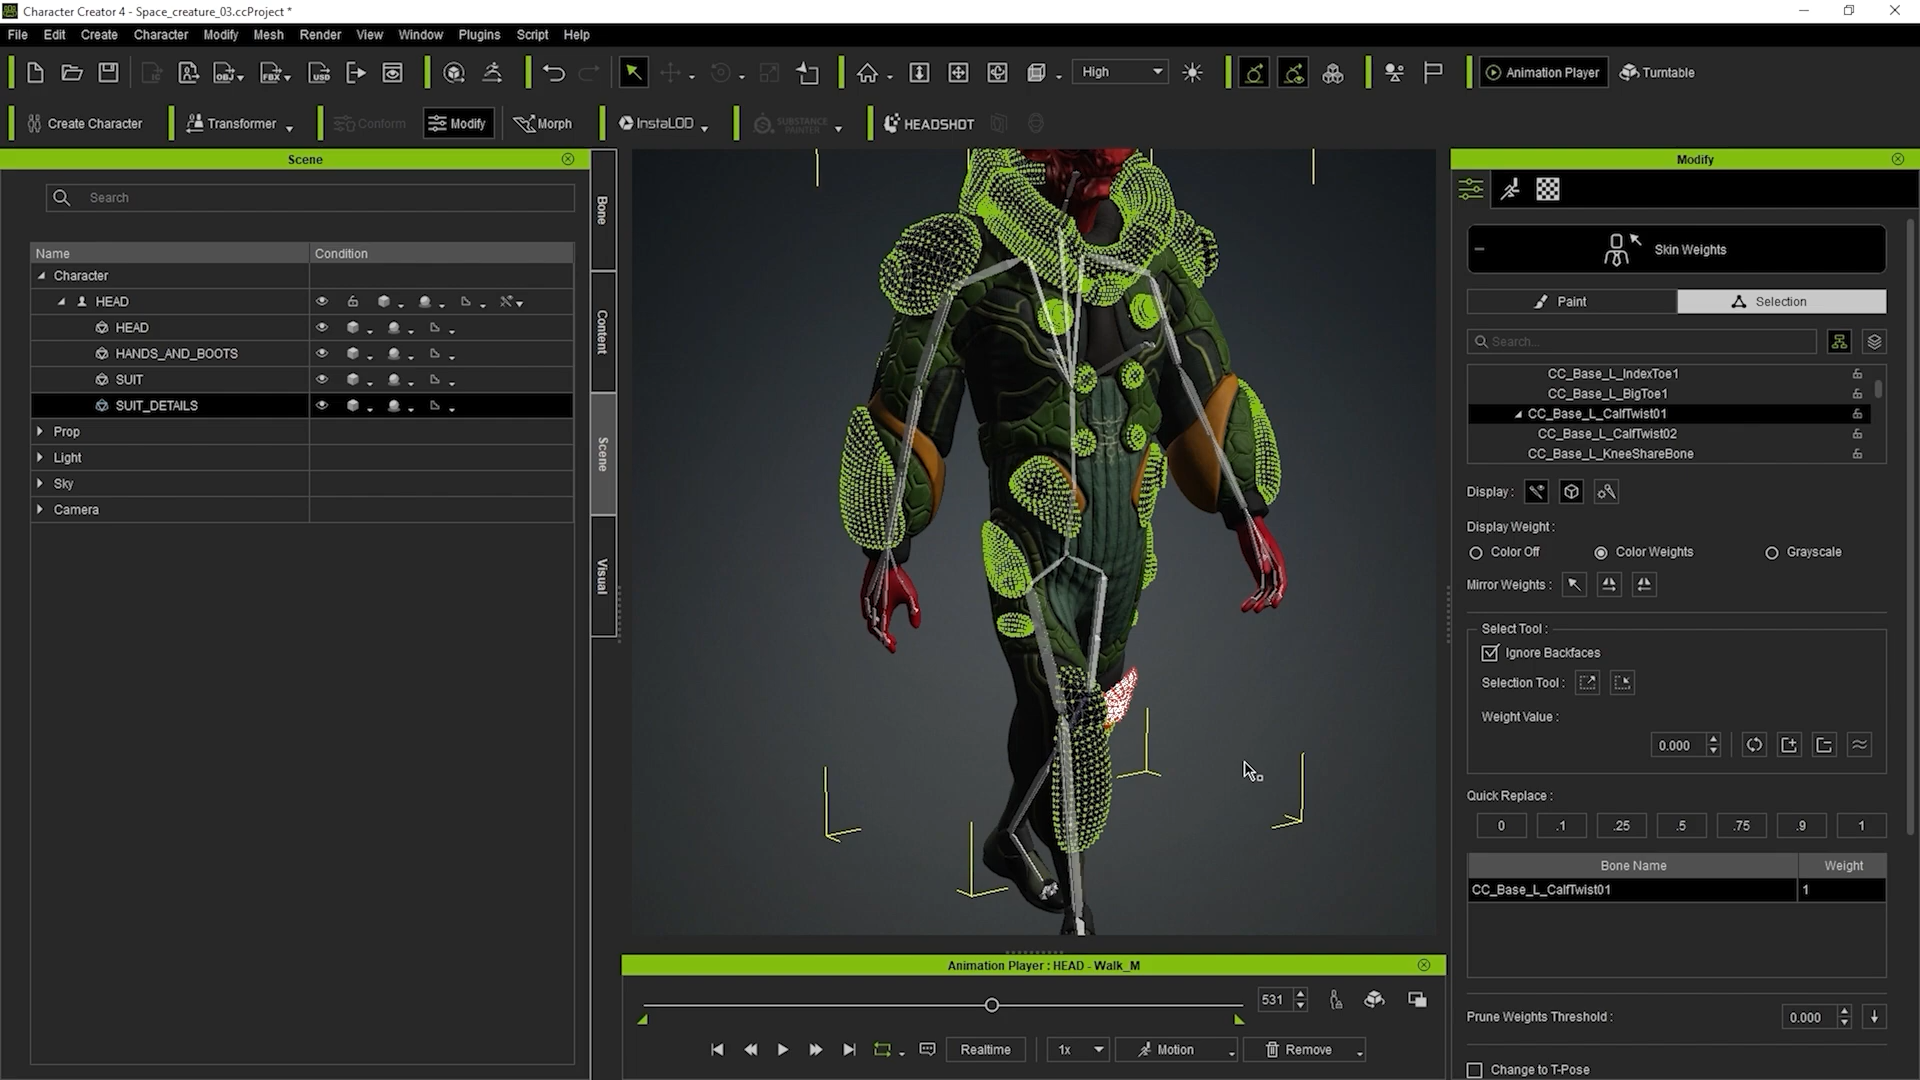 Character Creator 4 - Space_creature_03.ccProject *
File Edit Create Character Modify Mesh Render View Window Plugins Script Help
OBJ FBX USD High Animation Player Turntable
Create Character Transformer Conform Modify Morph InstaLOD SUBSTANCE PAINTER HEADSHOT
Scene
Search
Name Condition
Character
HEAD
HEAD
HANDS_AND_BOOTS
SUIT
SUIT_DETAILS
Prop
Light
Sky
Camera
Bone
Content
Scene
Visual
Animation Player : HEAD - Walk_M
531
Realtime 1x Motion Remove
Modify
Skin Weights
Paint Selection
Search...
CC_Base_L_IndexToe1
CC_Base_L_BigToe1
CC_Base_L_CalfTwist01
CC_Base_L_CalfTwist02
CC_Base_L_KneeShareBone
Display :
Display Weight :
Color Off Color Weights Grayscale
Mirror Weights :
Select Tool :
Ignore Backfaces
Selection Tool :
Weight Value :
0.000
Quick Replace :
0 .1 .25 .5 .75 .9 1
Bone Name Weight
CC_Base_L_CalfTwist01 1
Prune Weights Threshold : 0.000
Change to T-Pose